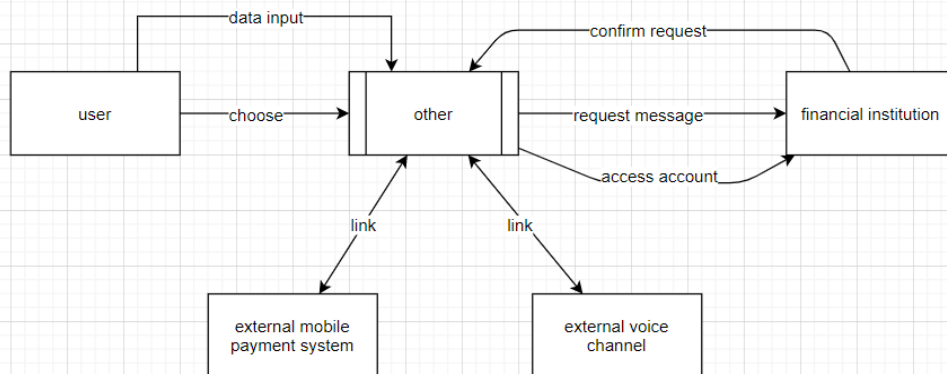 data input
confirm request
user
choose
other
request message
financial institution
access account
link
link
external mobile
payment system
external voice
channel